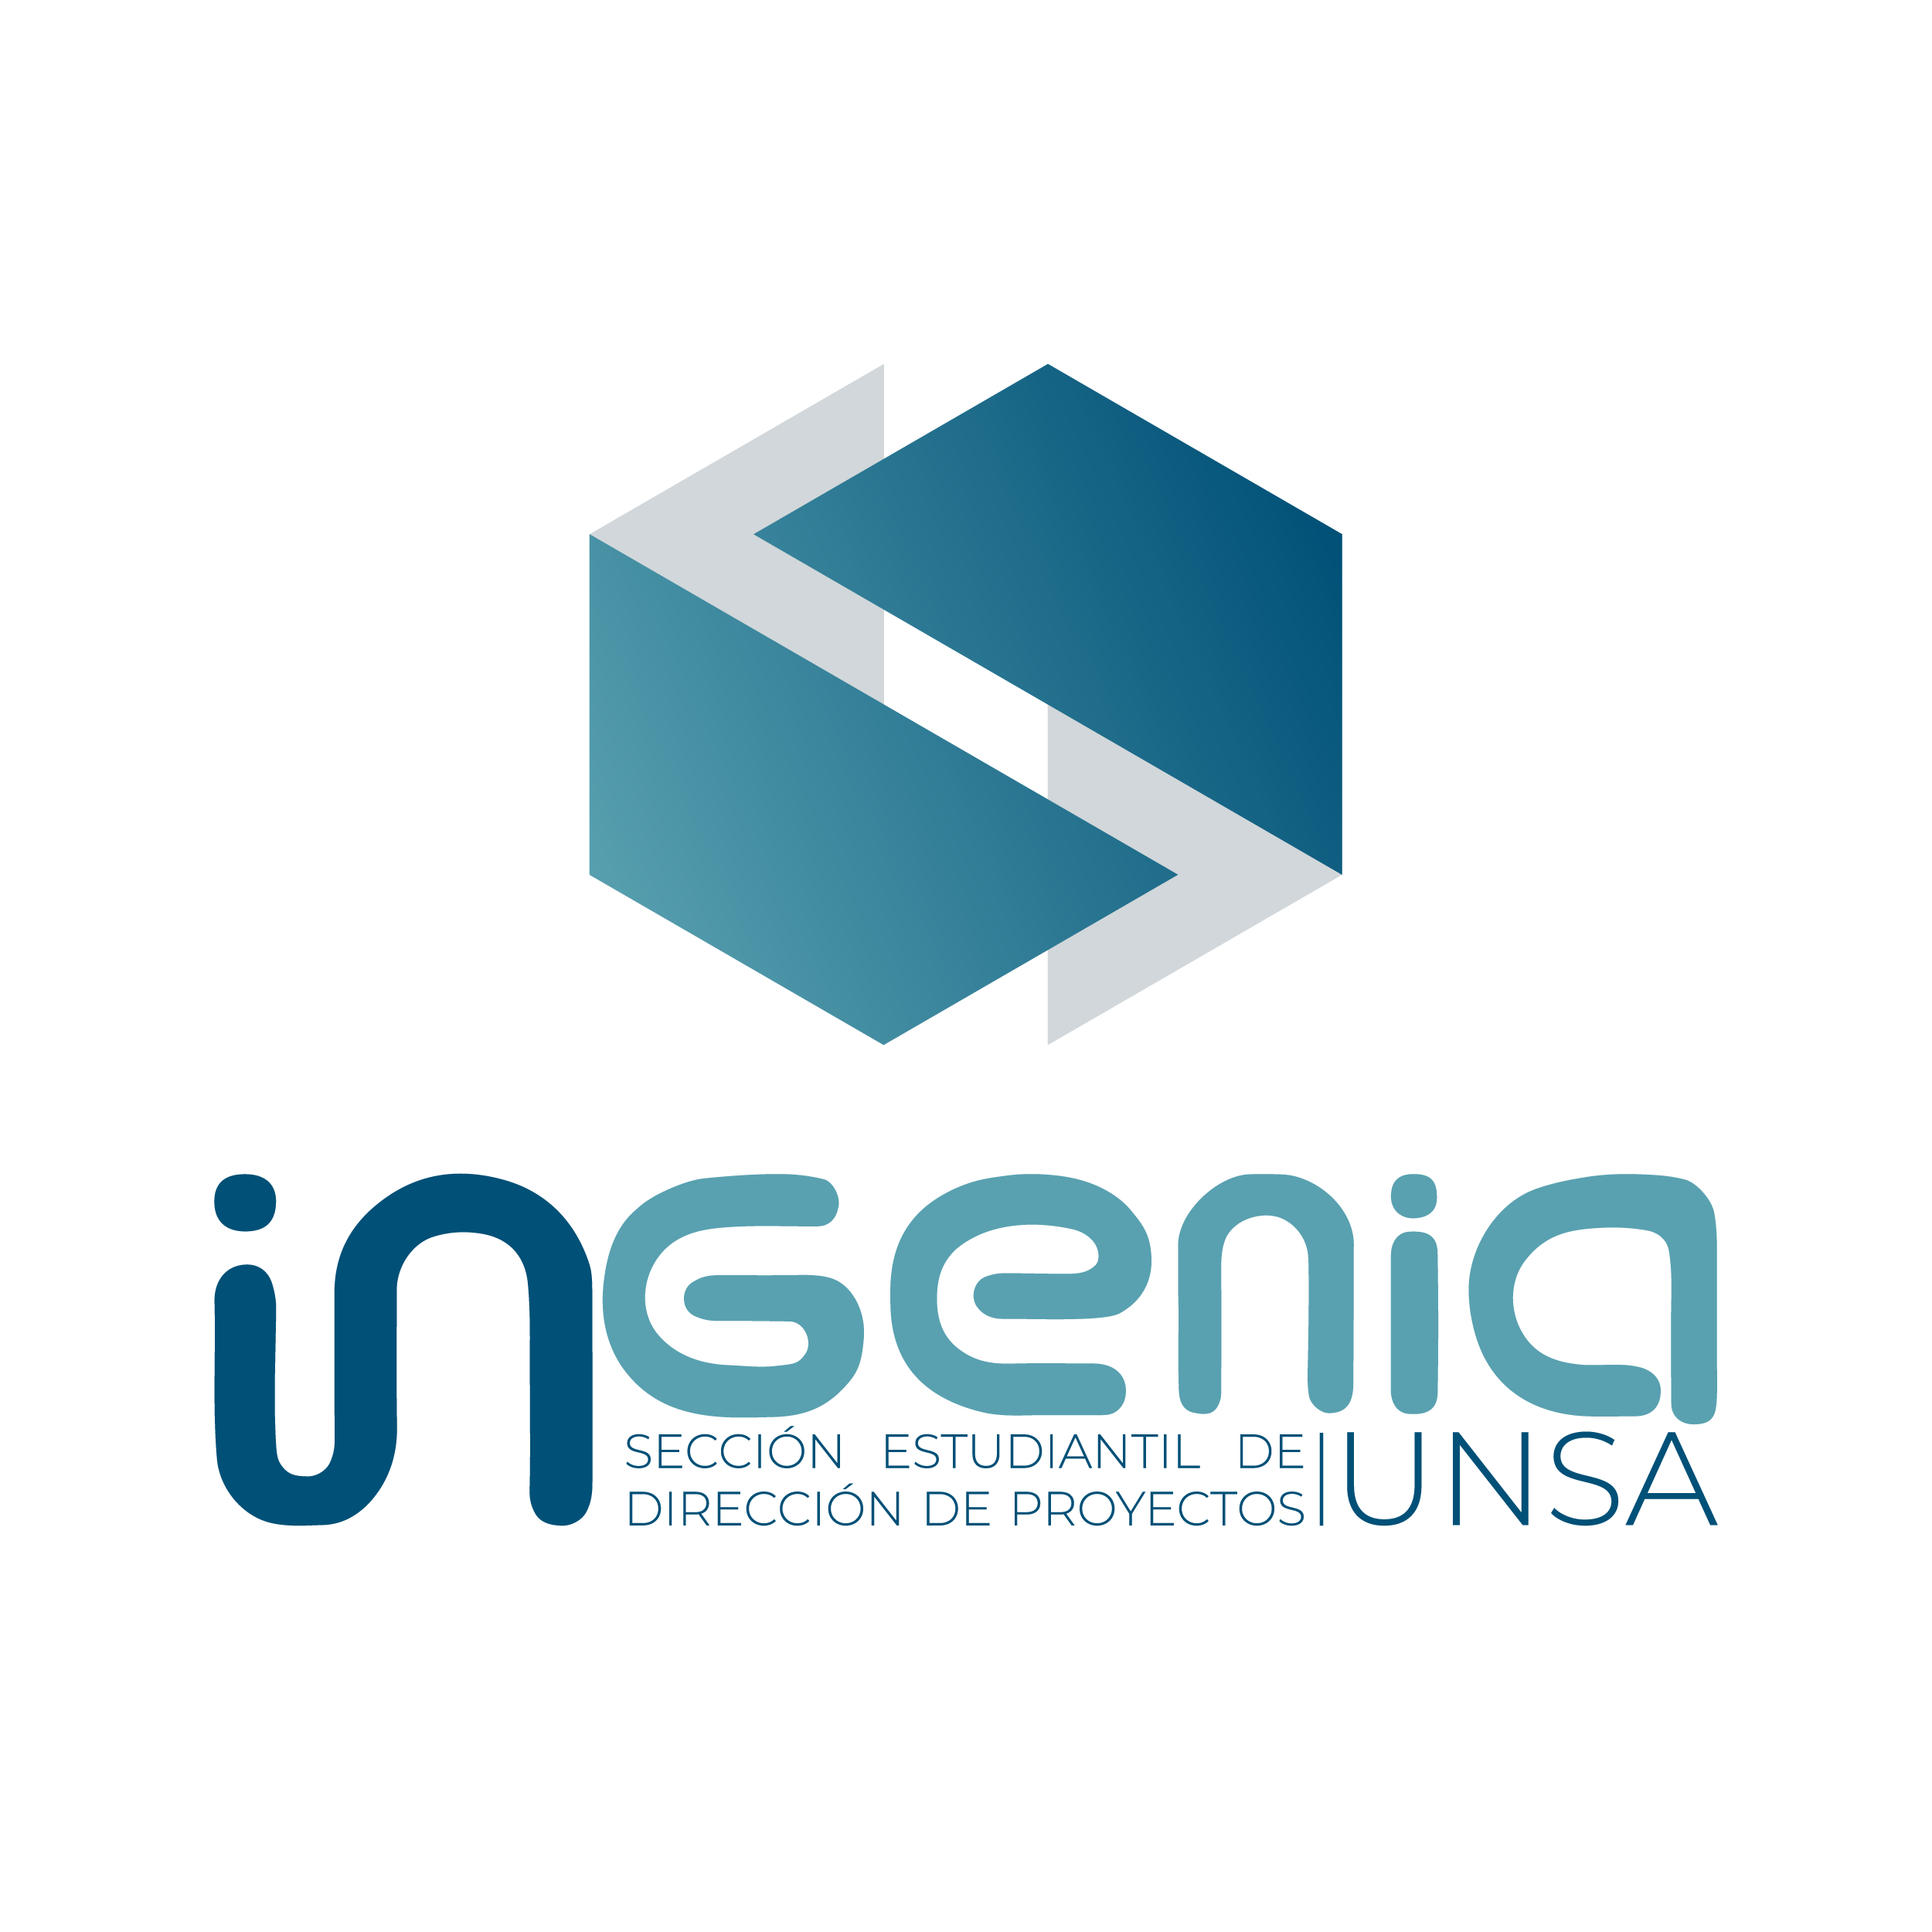 inGenia
SECCIÓN ESTUDIANTIL DE
DIRECCIÓN DE PROYECTOS
UNSA